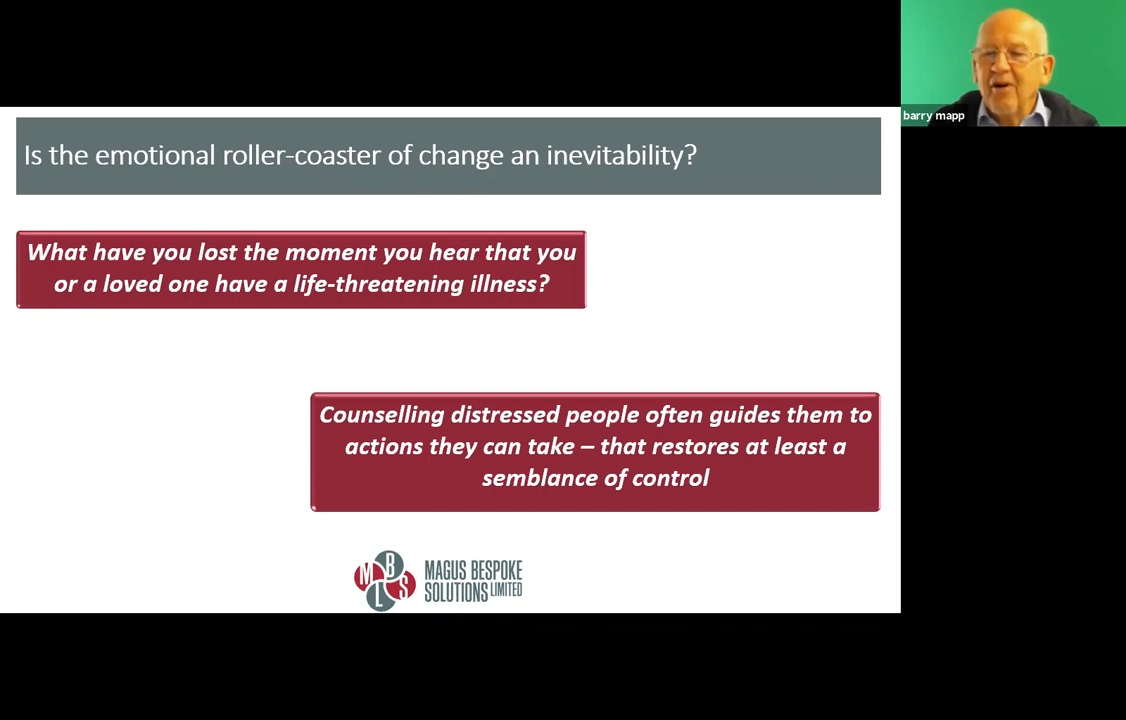 barry mapp
Is the emotional roller-coaster of change an inevitability?
What have you lost the moment you hear that you
or a loved one have a life-threatening illness?
Counselling distressed people often guides them to
actions they can take – that restores at least a
semblance of control
M B L S
MAGUS BESPOKE
SOLUTIONS LIMITED